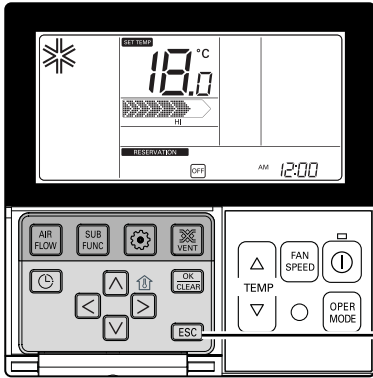 SET TEMP
18.0 °C
HI
RESERVATION
OFF
AM 12:00
AIR FLOW
SUB FUNC
VENT
OK CLEAR
ESC
TEMP
FAN SPEED
OPER MODE